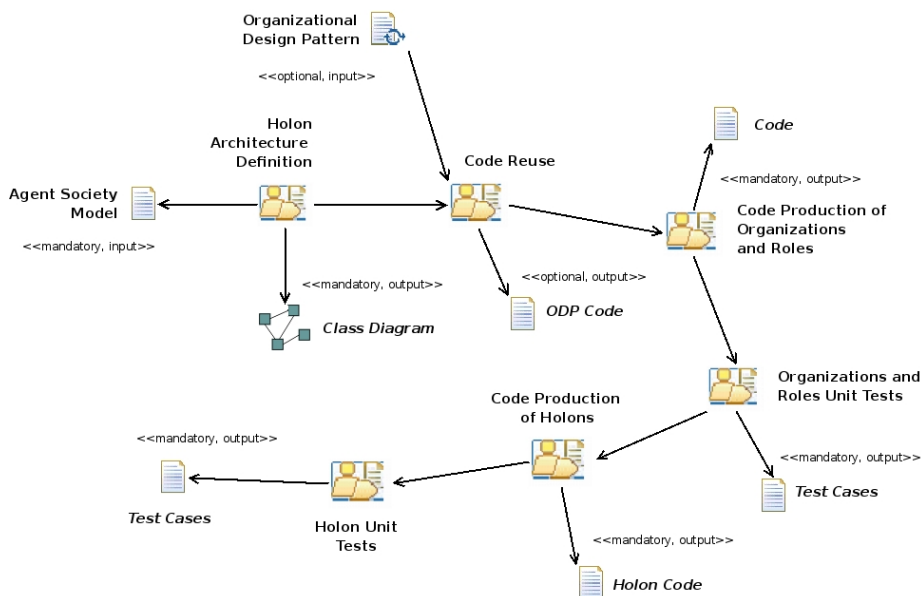 Organizational
Design Pattern
<<optional, input>>
Holon
Architecture
Definition
Code Reuse
Code
<<mandatory, output>>
Agent Society
Model
<<mandatory, input>>
Code Production of
Organizations
and Roles
<<mandatory, output>>
Class Diagram
<<optional, output>>
ODP Code
Organizations and
Roles Unit Tests
Code Production
of Holons
<<mandatory, output>>
Test Cases
Holon Unit
Tests
<<mandatory, output>>
Test Cases
<<mandatory, output>>
Holon Code